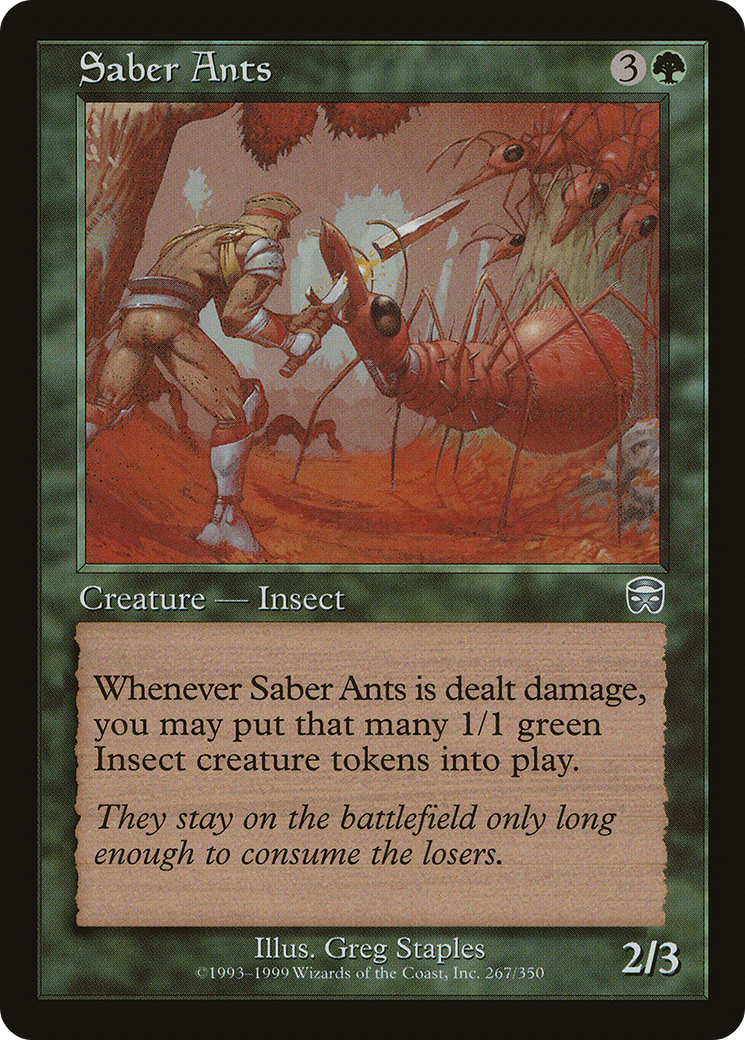 Saber Ants
3
Creature — Insect
Whenever Saber Ants is dealt damage,
you may put that many 1/1 green
Insect creature tokens into play.
They stay on the battlefield only long
enough to consume the losers.
Illus. Greg Staples
©1993–1999 Wizards of the Coast, Inc. 267/350
2/3